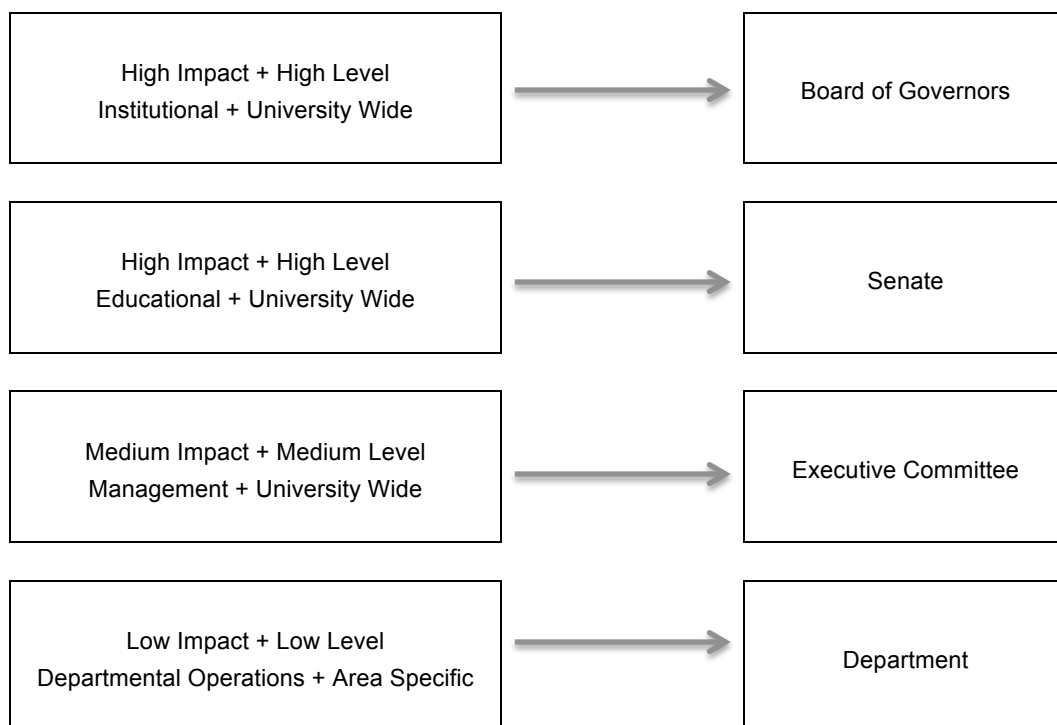 High Impact + High Level
Institutional + University Wide
Board of Governors
High Impact + High Level
Educational + University Wide
Senate
Medium Impact + Medium Level
Management + University Wide
Executive Committee
Low Impact + Low Level
Departmental Operations + Area Specific
Department